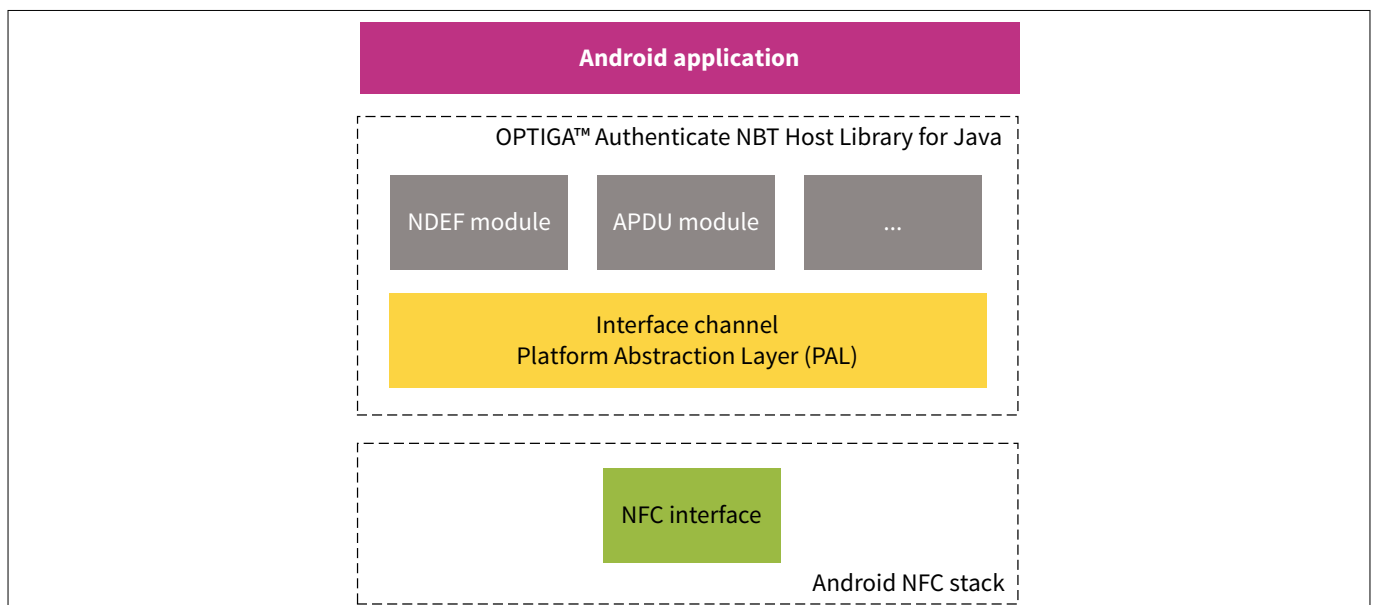 Android application
OPTIGA™ Authenticate NBT Host Library for Java
NDEF module
APDU module
...
Interface channel
Platform Abstraction Layer (PAL)
NFC interface
Android NFC stack